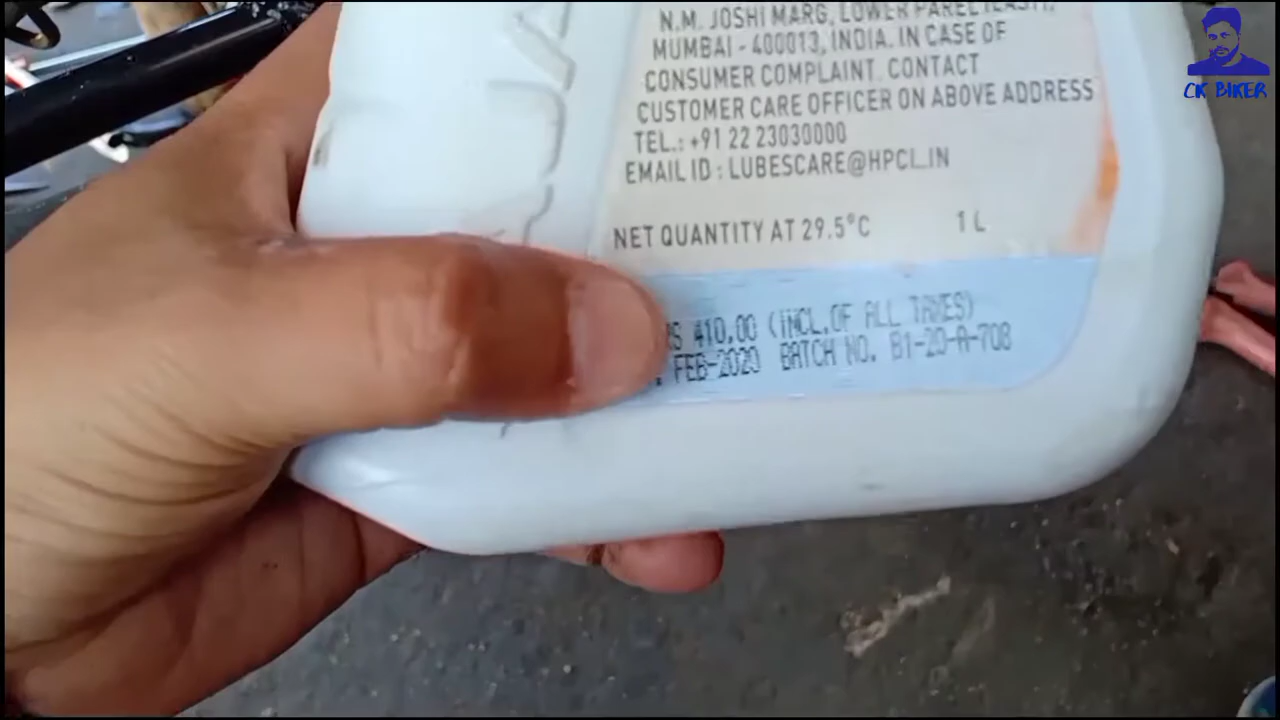 N.M. JOSHI MARG, LOWER PAREL (EAST),
MUMBAI - 400013, INDIA. IN CASE OF
CONSUMER COMPLAINT, CONTACT
CUSTOMER CARE OFFICER ON ABOVE ADDRESS
TEL.: +91 22 23030000
EMAIL ID : LUBESCARE@HPCL.IN
NET QUANTITY AT 29.5°C 1 L
RS 410.00 (INCL.OF ALL TAXES)
FEB-2020 BATCH NO. B1-20-A-708
CK BIKER